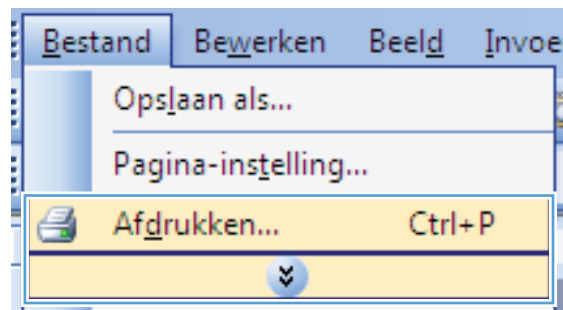 Bestand Bewerken Beeld Invoe
Opslaan als...
Pagina-instelling...
Afdrukken... Ctrl+P